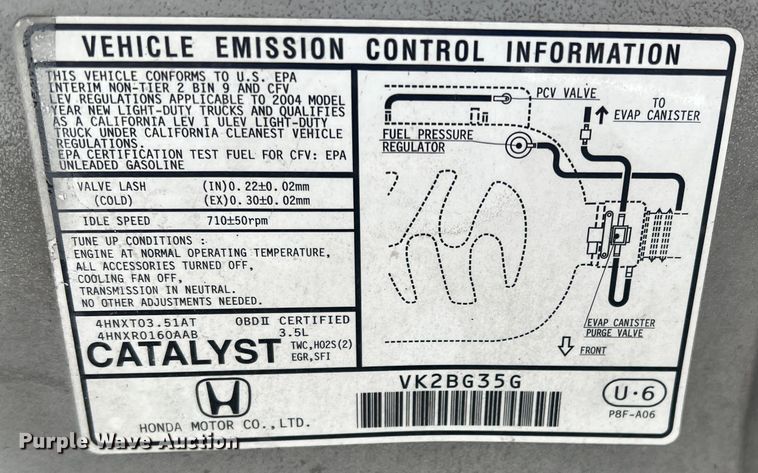 VEHICLE EMISSION CONTROL INFORMATION
THIS VEHICLE CONFORMS TO U.S. EPA
INTERIM NON-TIER 2 BIN 9 AND CFV
LEV REGULATIONS APPLICABLE TO 2004 MODEL
YEAR NEW LIGHT-DUTY TRUCKS AND QUALIFIES
AS A CALIFORNIA LEV I ULEV LIGHT-DUTY
TRUCK UNDER CALIFORNIA CLEANEST VEHICLE
REGULATIONS.
EPA CERTIFICATION TEST FUEL FOR CFV: EPA
UNLEADED GASOLINE
VALVE LASH (IN)0.22±0.02mm
(COLD) (EX)0.30±0.02mm
IDLE SPEED 710±50rpm
TUNE UP CONDITIONS :
ENGINE AT NORMAL OPERATING TEMPERATURE,
ALL ACCESSORIES TURNED OFF,
COOLING FAN OFF,
TRANSMISSION IN NEUTRAL.
NO OTHER ADJUSTMENTS NEEDED.
4HNXT03.51AT OBDⅡ CERTIFIED
4HNXR0160AAB 3.5L
CATALYST TWC,HO2S(2)
EGR,SFI
PCV VALVE
TO
EVAP CANISTER
FUEL PRESSURE
REGULATOR
EVAP CANISTER
PURGE VALVE
FRONT
HONDA MOTOR CO.,LTD.
VK2BG35G
U·6
P8F-A06
Purple Wave Auction